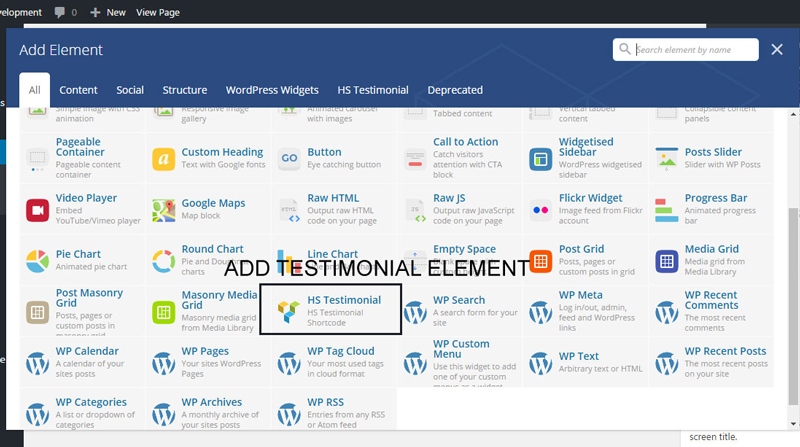 evelopment
0
New
View Page
Add Element
Search element by name
All
Content
Social
Structure
WordPress Widgets
HS Testimonial
Deprecated
Simple image with CSS
animation
Responsive image
gallery
Animated carousel
with images
Tabbed content
Vertical tabbed
content
Collapsible content
panels
Pageable
Container
Pageable content
container
Custom Heading
Text with Google fonts
Button
Eye catching button
Call to Action
Catch visitors
attention with CTA
block
Widgetised
Sidebar
WordPress widgetised
sidebar
Posts Slider
Slider with WP Posts
Video Player
Embed
YouTube/Vimeo player
Google Maps
Map block
Raw HTML
Output raw HTML
code on your page
Raw JS
Output raw JavaScript
code on your page
Flickr Widget
Image feed from Flickr
account
Progress Bar
Animated progress
bar
Pie Chart
Animated pie chart
Round Chart
Pie and
Line Chart
Empty Space
Post Grid
Posts, pages or
custom posts in grid
Media Grid
Media grid from
Media Library
ADD TESTIMONIAL ELEMENT
Post Masonry
Grid
Posts, pages or
custom posts in
Masonry Media
Grid
Masonry media grid
from Media Library
HS Testimonial
HS Testimonial
Shortcode
WP Search
A search form for your
site
WP Meta
Log in/out, admin,
feed and WordPress
links
WP Recent
Comments
The most recent
comments
WP Calendar
A calendar of your
sites posts
WP Pages
Your sites WordPress
Pages
WP Tag Cloud
Your most used tags
in cloud format
WP Custom
Menu
Use this widget to add
one of your custom
menus as a widget
WP Text
Arbitrary text or HTML
WP Recent Posts
The most recent posts
on your site
WP Categories
A list or dropdown of
categories
WP Archives
A monthly archive of
your sites posts
WP RSS
Entries from any RSS
or Atom feed
screen title.